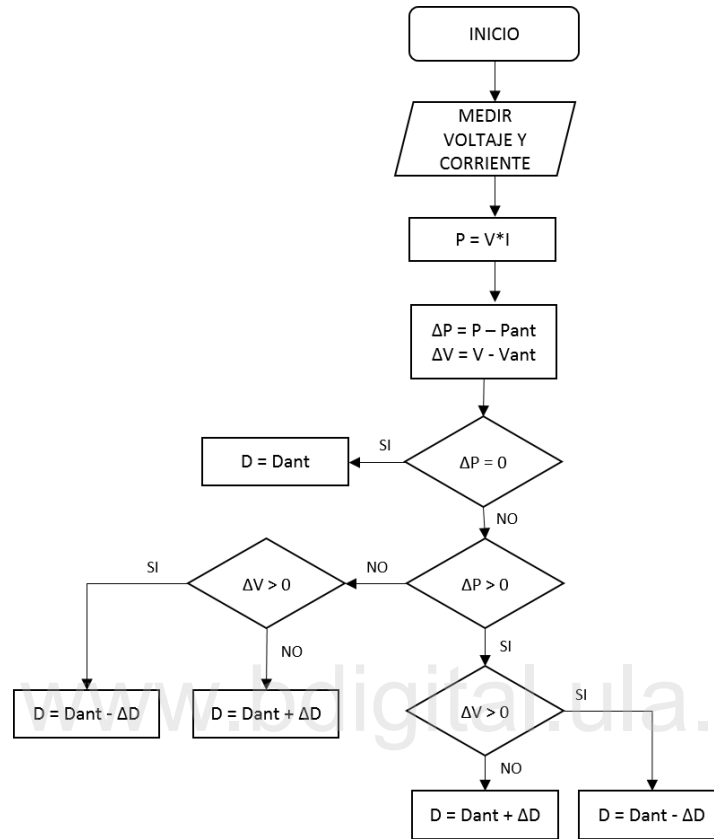 INICIO
MEDIR
VOLTAJE Y
CORRIENTE
P = V*I
ΔP = P – Pant
ΔV = V - Vant
SI
D = Dant
ΔP = 0
NO
SI
ΔV > 0
NO
ΔP > 0
NO
SI
D = Dant - ΔD
D = Dant + ΔD
ΔV > 0
SI
www.bdigital.ula.
NO
D = Dant + ΔD
D = Dant - ΔD